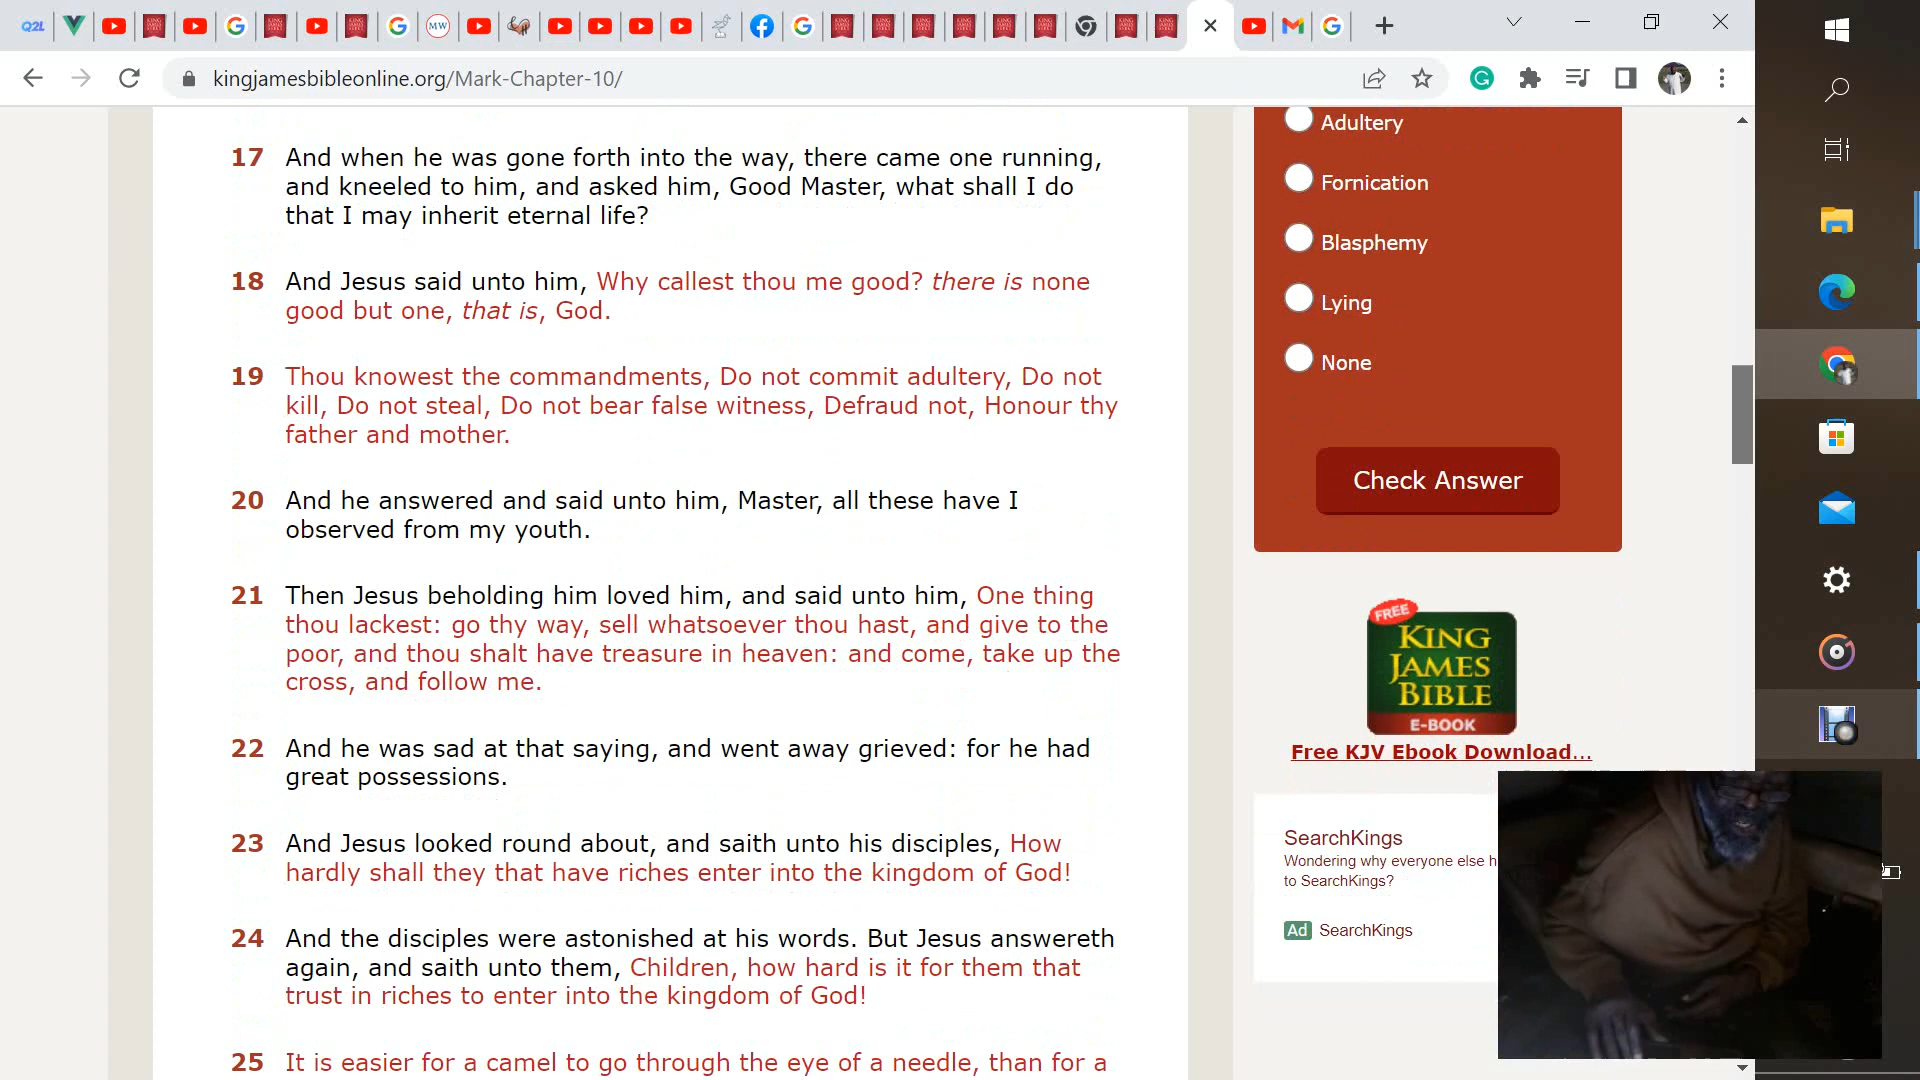 Q2L
MW
kingjamesbibleonline.org/Mark-Chapter-10/
17 And when he was gone forth into the way, there came one running,
and kneeled to him, and asked him, Good Master, what shall I do
that I may inherit eternal life?
18 And Jesus said unto him, Why callest thou me good? there is none
good but one, that is, God.
19 Thou knowest the commandments, Do not commit adultery, Do not
kill, Do not steal, Do not bear false witness, Defraud not, Honour thy
father and mother.
20 And he answered and said unto him, Master, all these have I
observed from my youth.
21 Then Jesus beholding him loved him, and said unto him, One thing
thou lackest: go thy way, sell whatsoever thou hast, and give to the
poor, and thou shalt have treasure in heaven: and come, take up the
cross, and follow me.
22 And he was sad at that saying, and went away grieved: for he had
great possessions.
23 And Jesus looked round about, and saith unto his disciples, How
hardly shall they that have riches enter into the kingdom of God!
24 And the disciples were astonished at his words. But Jesus answereth
again, and saith unto them, Children, how hard is it for them that
trust in riches to enter into the kingdom of God!
25 It is easier for a camel to go through the eye of a needle, than for a
Adultery
Fornication
Blasphemy
Lying
None
Check Answer
FREE
KING
JAMES
BIBLE
E-BOOK
Free KJV Ebook Download...
SearchKings
Wondering why everyone else h
to SearchKings?
Ad SearchKings